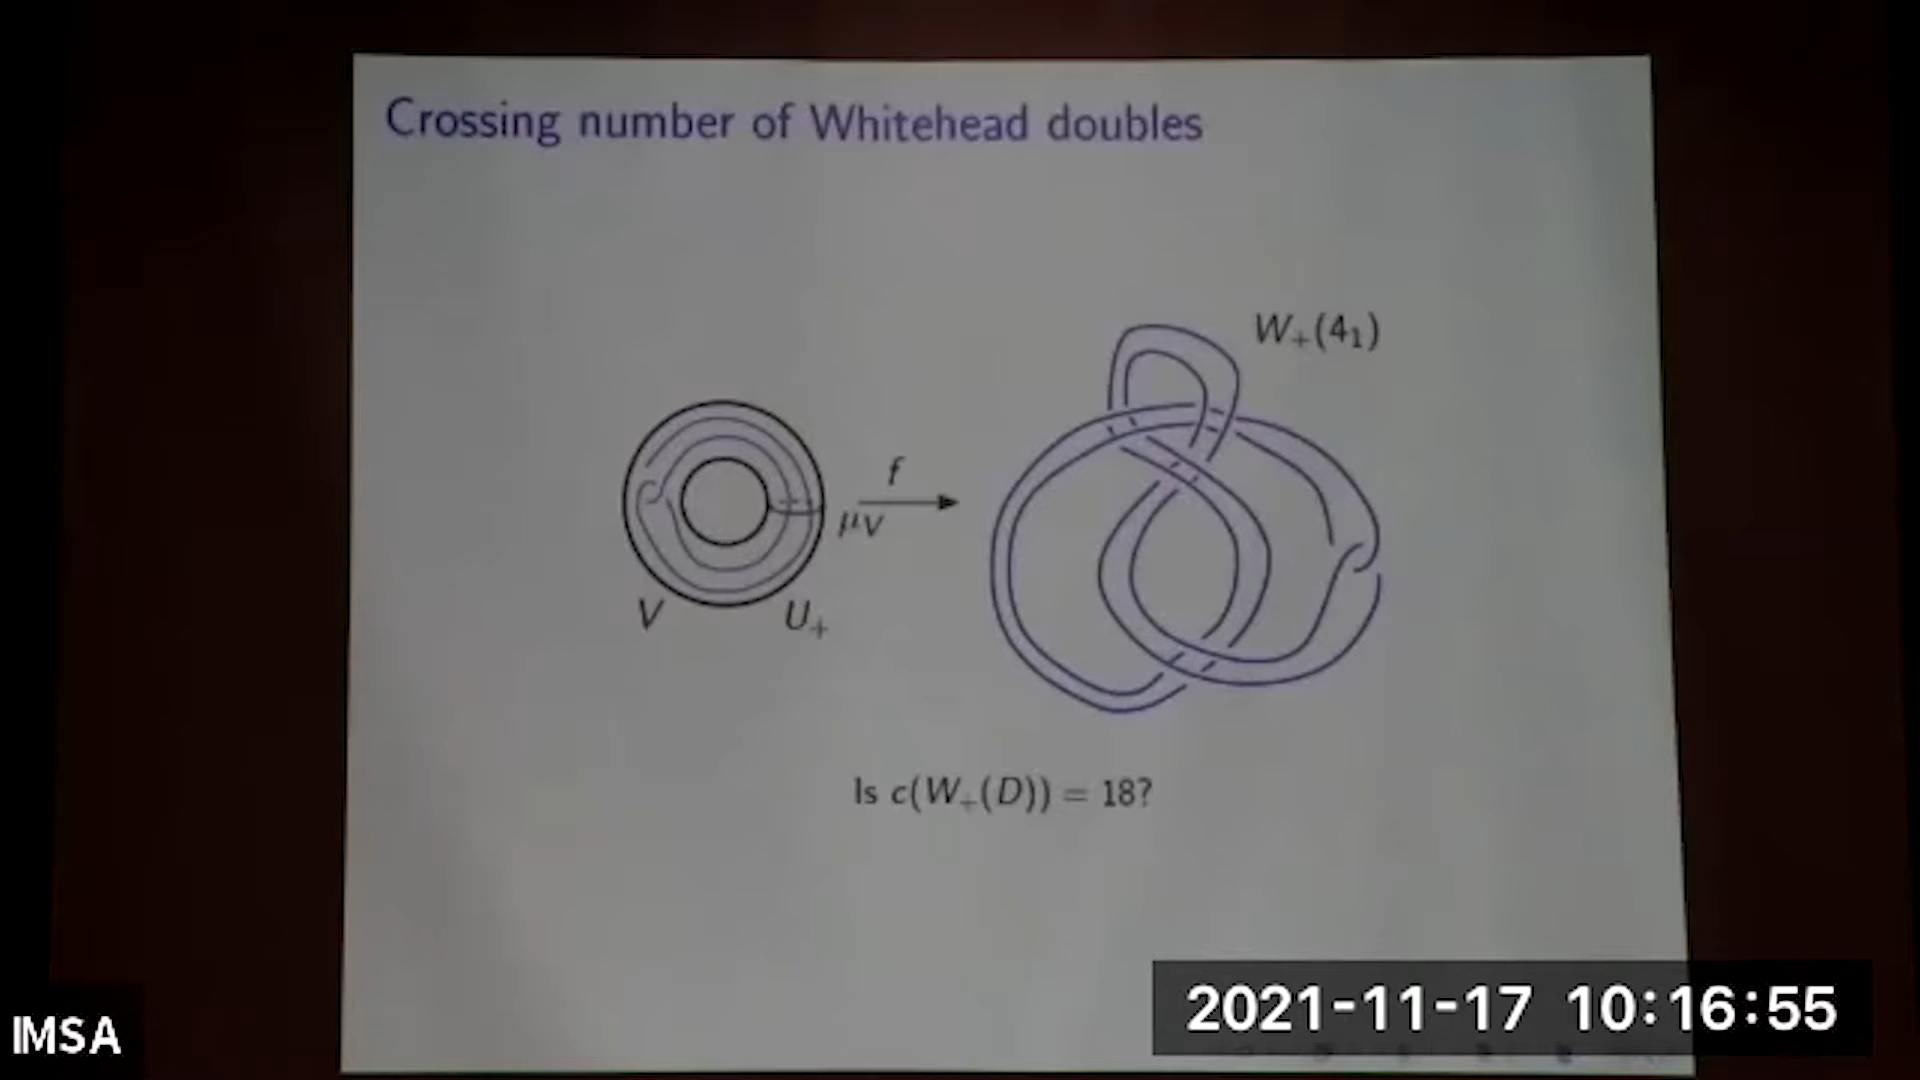 Crossing number of Whitehead doubles
W₊(4₁)
f
μV
V
U₊
Is c(W₊(D)) = 18?
2021-11-17 10:16:55
IMSA